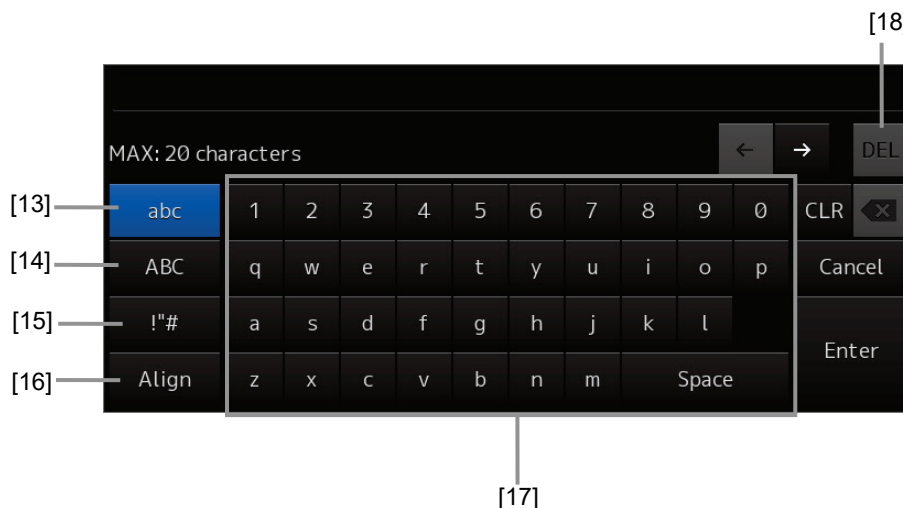 [18
MAX: 20 characters ← → DEL
[13] abc 1 2 3 4 5 6 7 8 9 0 CLR
[14] ABC q w e r t y u i o p Cancel
[15] !"# a s d f g h j k l
Enter
[16] Align z x c v b n m Space
[17]